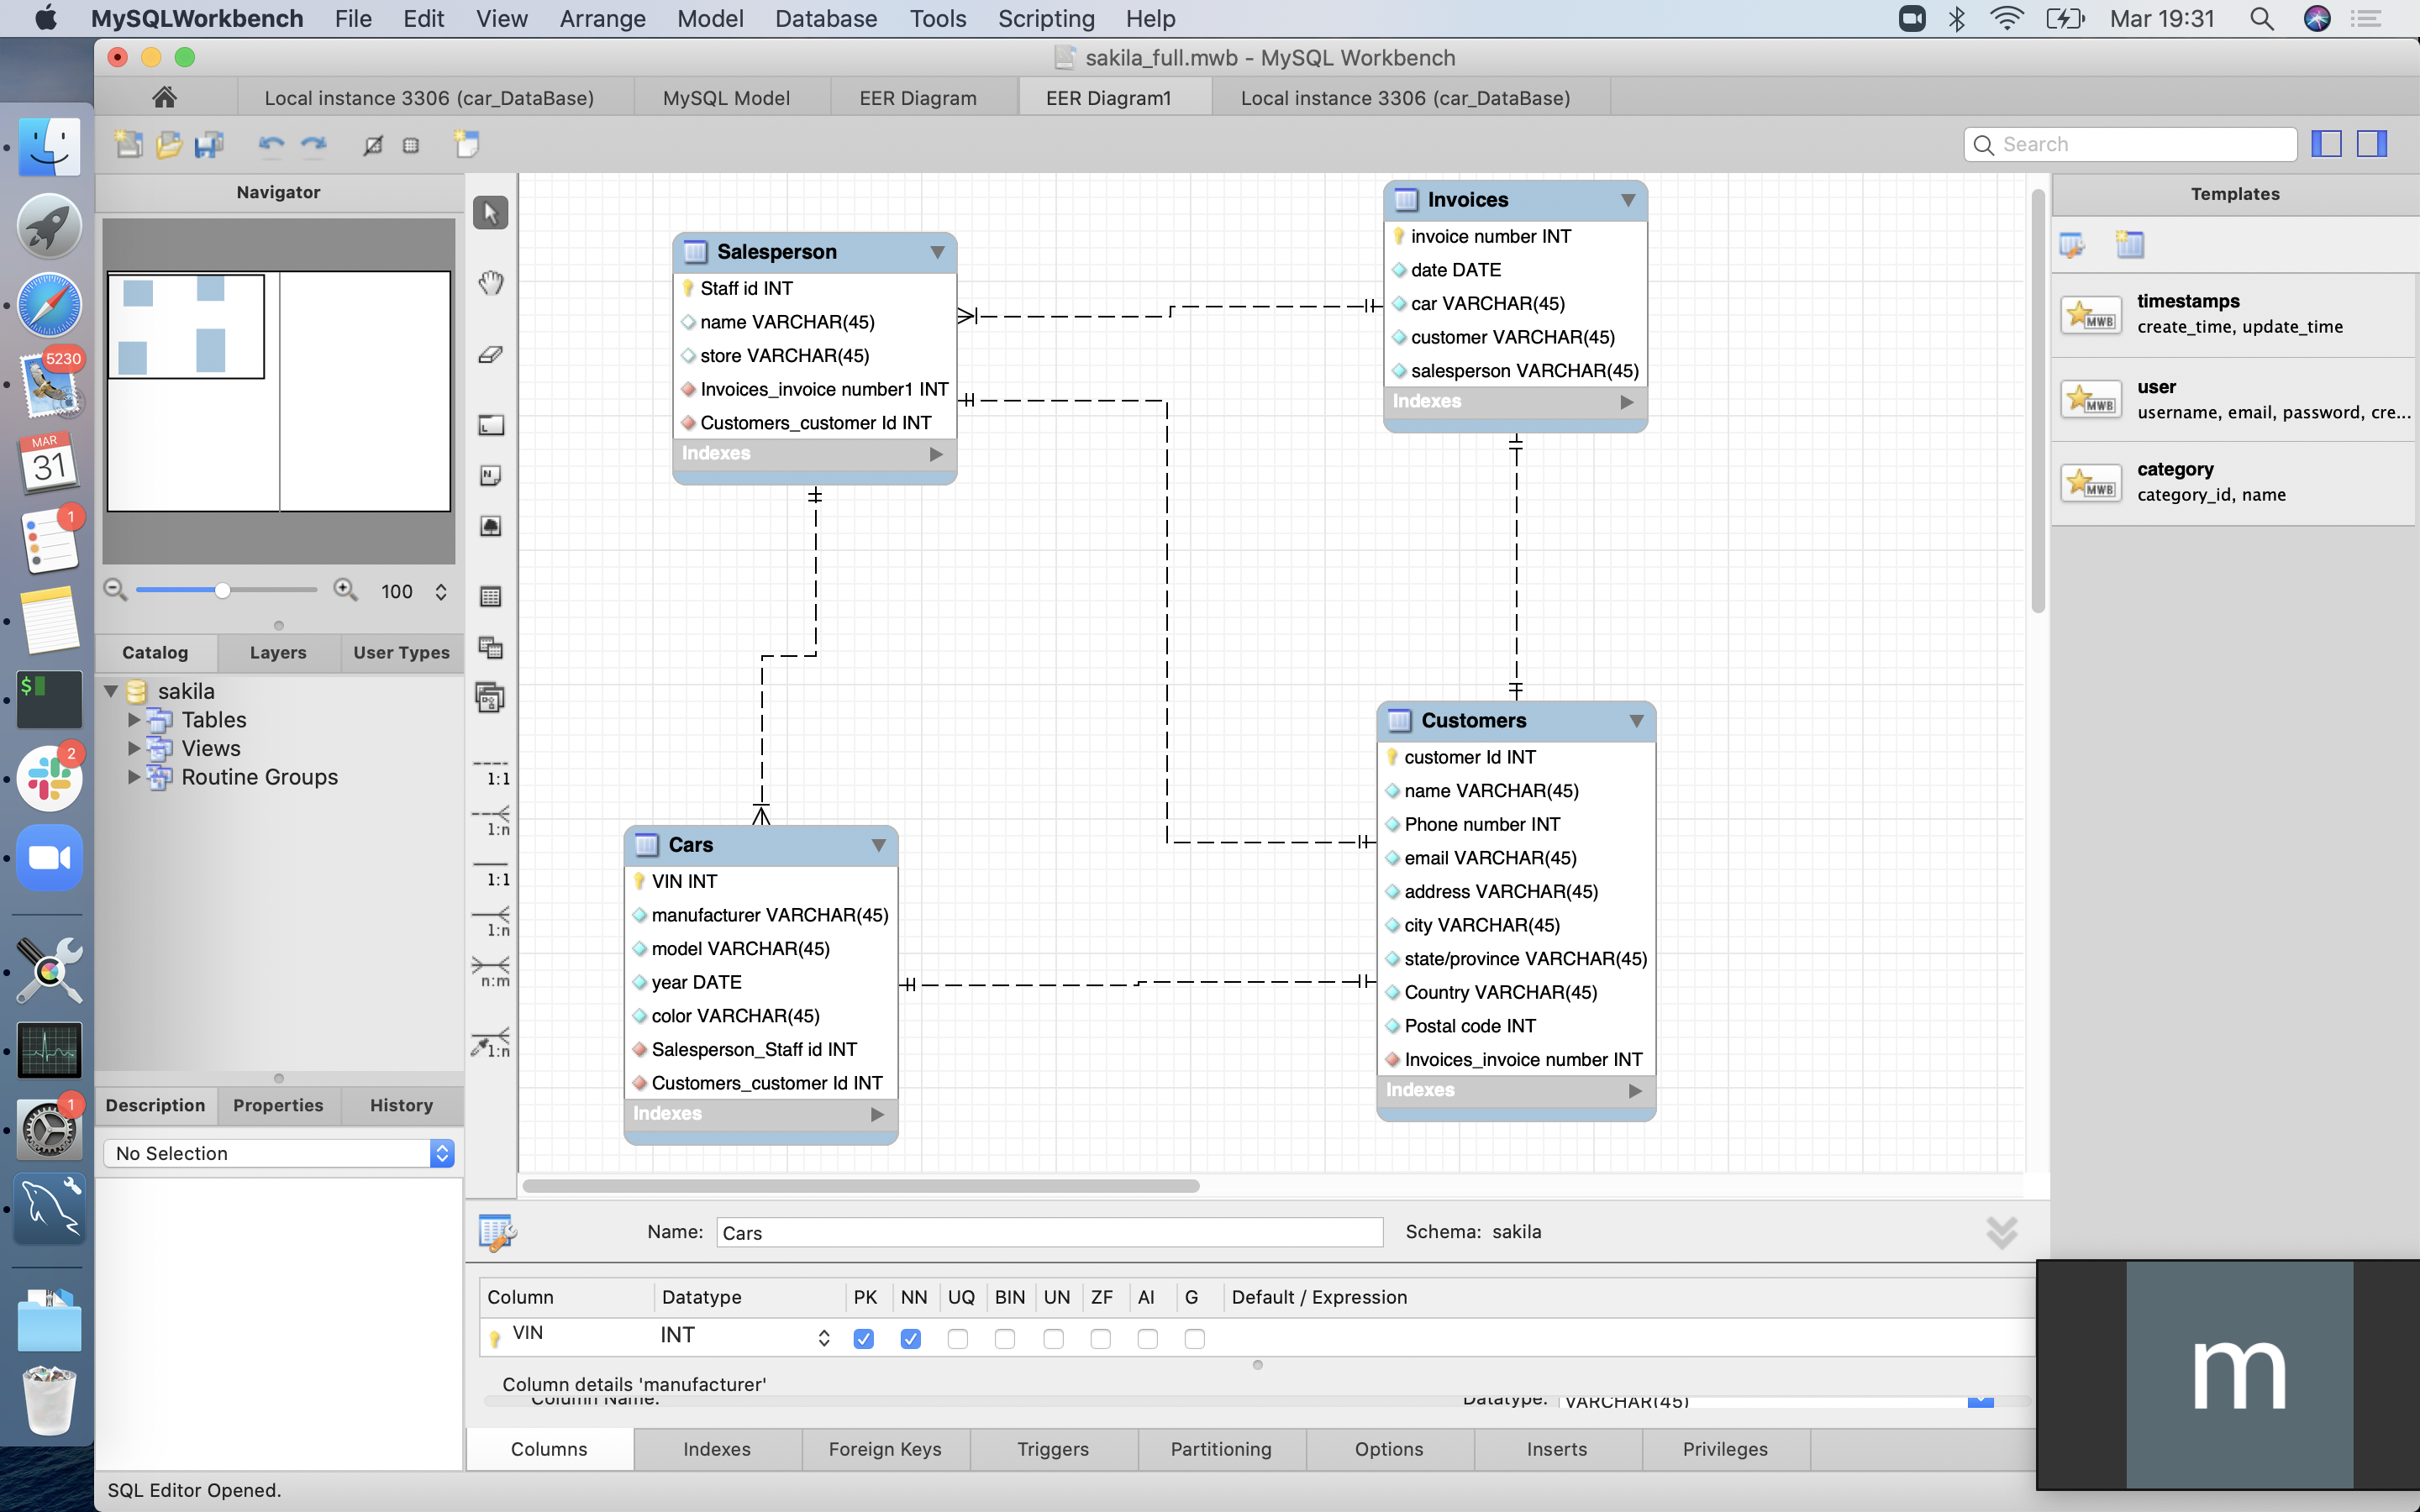 MySQLWorkbench File Edit View Arrange Model Database Tools Scripting Help Mar 19:31
sakila_full.mwb - MySQL Workbench
Local instance 3306 (car_DataBase) MySQL Model EER Diagram EER Diagram1 Local instance 3306 (car_DataBase)
Search
Navigator
100
Catalog Layers User Types
sakila
Tables
Views
Routine Groups
Description Properties History
No Selection
1:1
1:n
1:1
1:n
n:m
1:n
Salesperson
Staff id INT
name VARCHAR(45)
store VARCHAR(45)
Invoices_invoice number1 INT
Customers_customer Id INT
Indexes
Invoices
invoice number INT
date DATE
car VARCHAR(45)
customer VARCHAR(45)
salesperson VARCHAR(45)
Indexes
Cars
VIN INT
manufacturer VARCHAR(45)
model VARCHAR(45)
year DATE
color VARCHAR(45)
Salesperson_Staff id INT
Customers_customer Id INT
Indexes
Customers
customer Id INT
name VARCHAR(45)
Phone number INT
email VARCHAR(45)
address VARCHAR(45)
city VARCHAR(45)
state/province VARCHAR(45)
Country VARCHAR(45)
Postal code INT
Invoices_invoice number INT
Indexes
Templates
MWB
timestamps
create_time, update_time
MWB
user
username, email, password, cre...
MWB
category
category_id, name
Name: Cars Schema: sakila
Column Datatype PK NN UQ BIN UN ZF AI G Default / Expression
VIN INT
Column details 'manufacturer'
Column Name: Datatype: VARCHAR(45)
Columns Indexes Foreign Keys Triggers Partitioning Options Inserts Privileges
SQL Editor Opened.
5230
MAR
31
1
$
2
1
m